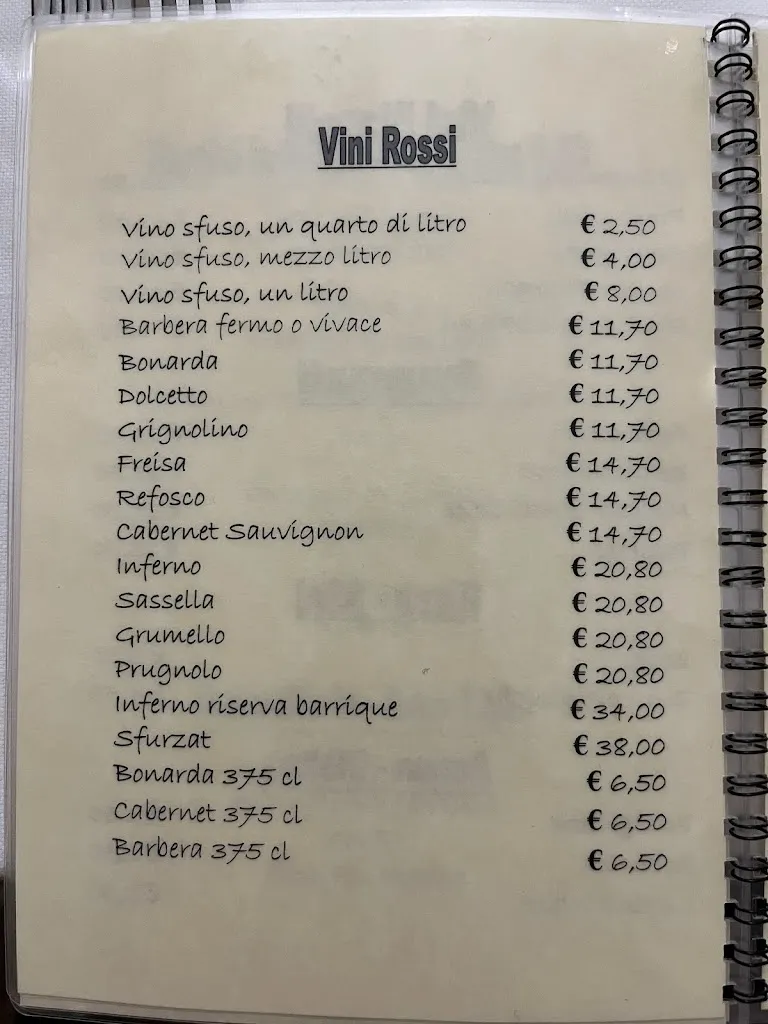 Vini Rossi
Vino sfuso, un quarto di litro € 2,50
Vino sfuso, mezzo litro € 4,00
Vino sfuso, un litro € 8,00
Barbera fermo o vivace € 11,70
Bonarda € 11,70
Dolcetto € 11,70
Grignolino € 11,70
Freisa € 14,70
Refosco € 14,70
Cabernet Sauvignon € 14,70
Inferno € 20,80
Sassella € 20,80
Grumello € 20,80
Prugnolo € 20,80
Inferno riserva barrique € 34,00
Sfurzat € 38,00
Bonarda 375 cl € 6,50
Cabernet 375 cl € 6,50
Barbera 375 cl € 6,50